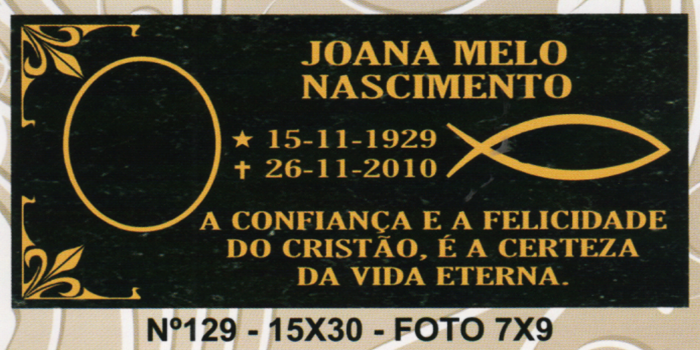 JOANA MELO
NASCIMENTO
★ 15-11-1929
✝ 26-11-2010
A CONFIANÇA E A FELICIDADE
DO CRISTÃO, É A CERTEZA
DA VIDA ETERNA.
Nº129 - 15X30 - FOTO 7X9